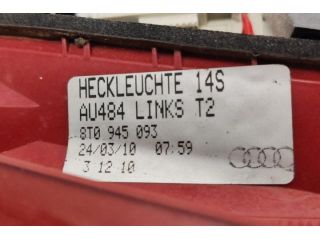 HECKLEUCHTE 14S
AU484 LINKS T2
8T0 945 093
24/03/10 07:59
3 12 10